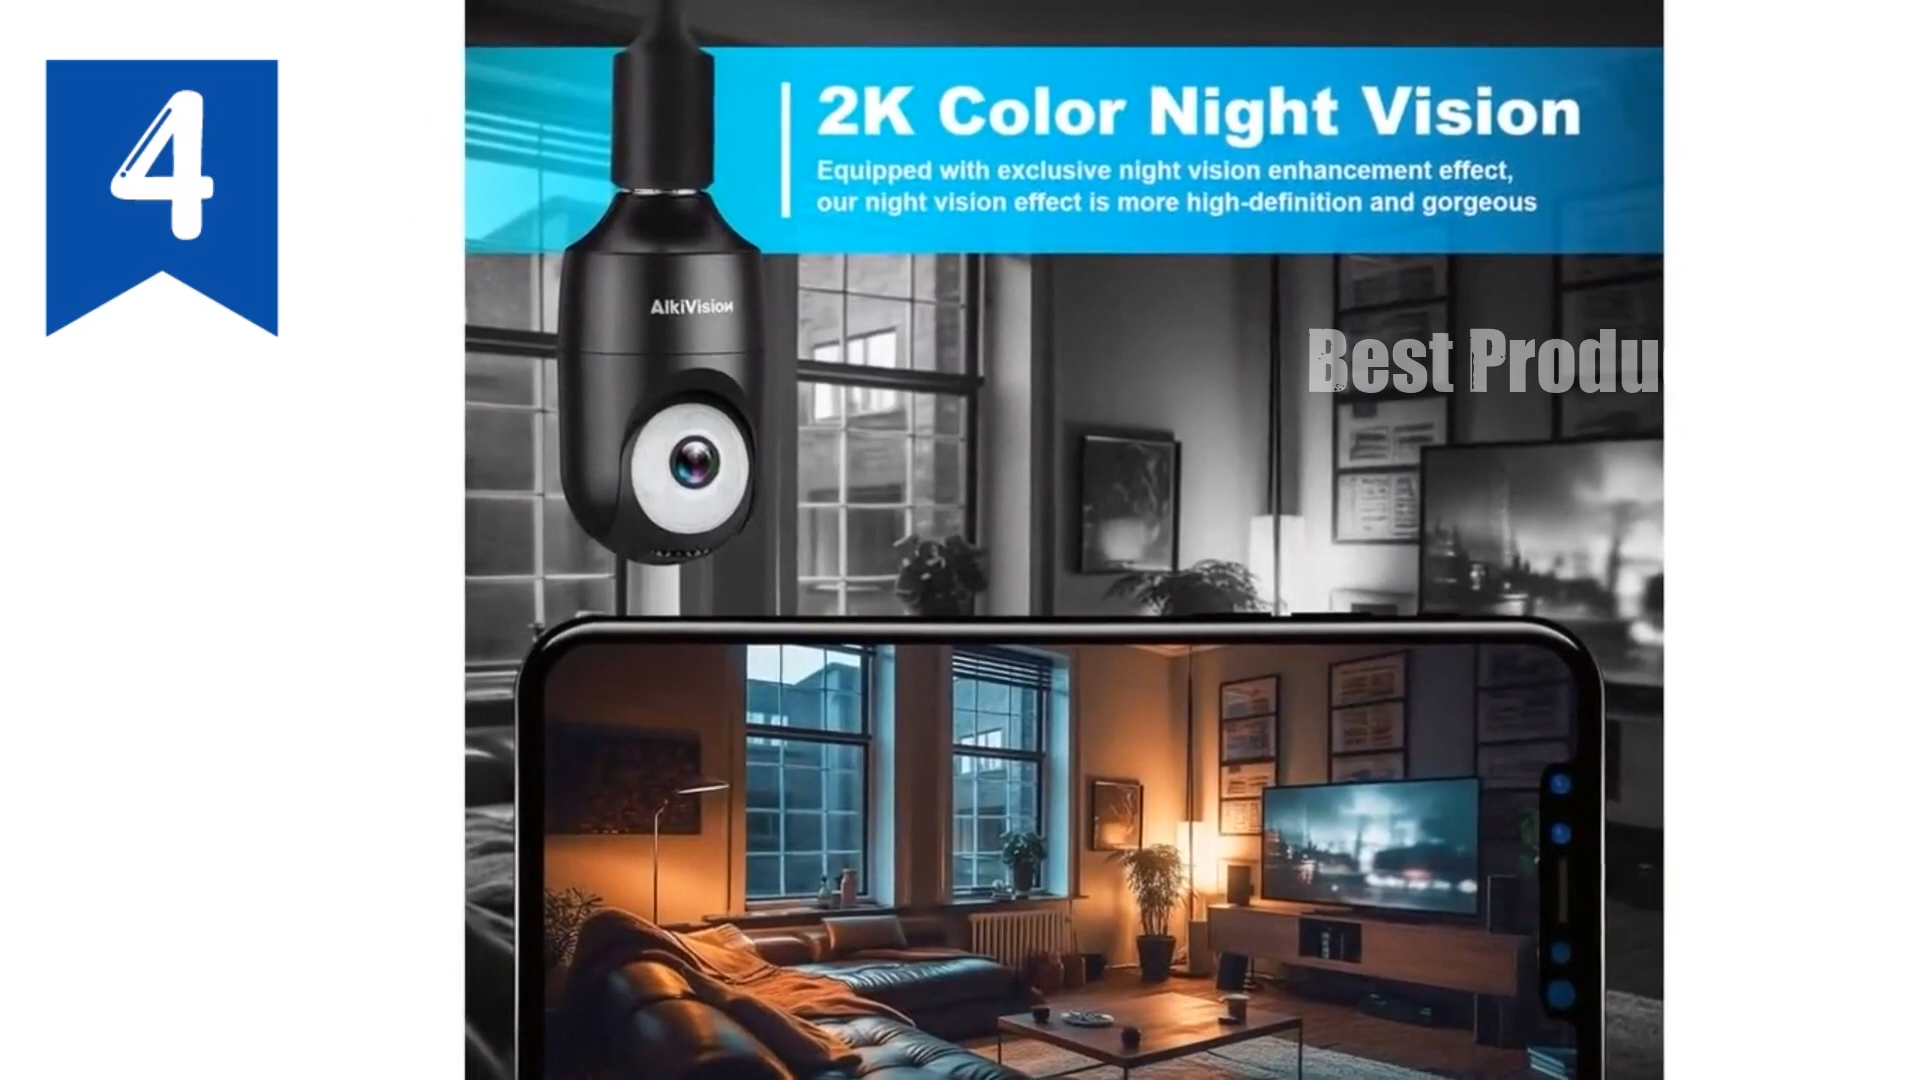 4
2K Color Night Vision
Equipped with exclusive night vision enhancement effect,
our night vision effect is more high-definition and gorgeous
AlkiVision
Best Produ